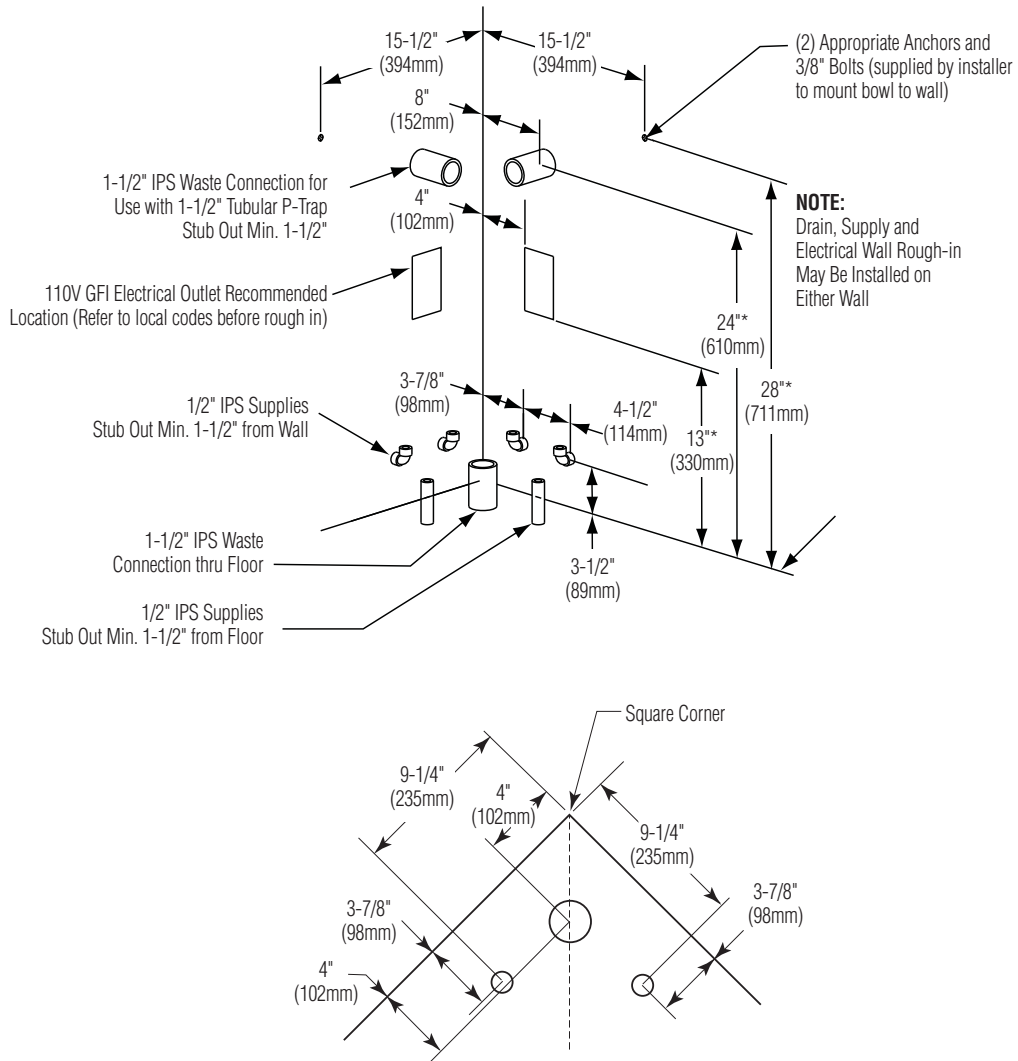 15-1/2"
(394mm)
15-1/2"
(394mm)
(2) Appropriate Anchors and
3/8" Bolts (supplied by installer
to mount bowl to wall)
8"
(152mm)
1-1/2" IPS Waste Connection for
Use with 1-1/2" Tubular P-Trap
Stub Out Min. 1-1/2"
4"
(102mm)
NOTE:
Drain, Supply and
Electrical Wall Rough-in
May Be Installed on
Either Wall
110V GFI Electrical Outlet Recommended
Location (Refer to local codes before rough in)
24"*
(610mm)
28"*
(711mm)
3-7/8"
(98mm)
1/2" IPS Supplies
Stub Out Min. 1-1/2" from Wall
4-1/2"
(114mm)
13"*
(330mm)
1-1/2" IPS Waste
Connection thru Floor
3-1/2"
(89mm)
1/2" IPS Supplies
Stub Out Min. 1-1/2" from Floor
Square Corner
9-1/4"
(235mm)
4"
(102mm)
9-1/4"
(235mm)
3-7/8"
(98mm)
3-7/8"
(98mm)
4"
(102mm)